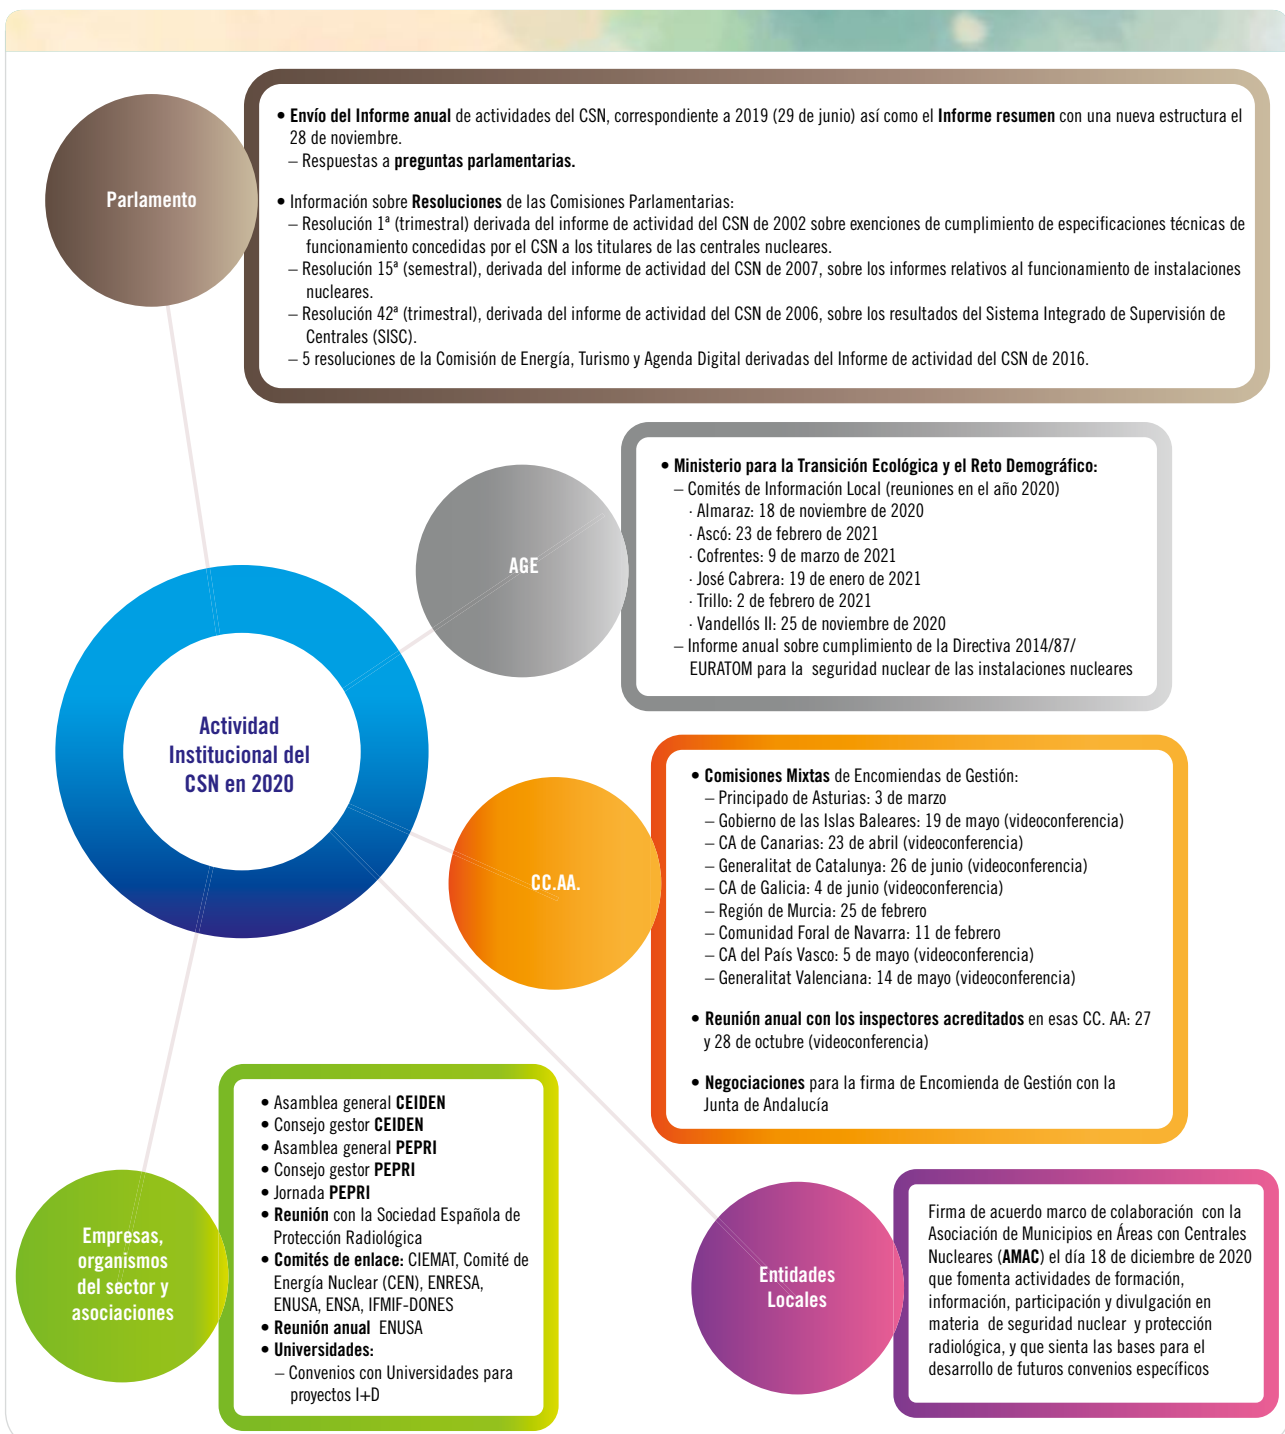 Parlamento
• Envío del Informe anual de actividades del CSN, correspondiente a 2019 (29 de junio) así como el Informe resumen con una nueva estructura el
28 de noviembre.
– Respuestas a preguntas parlamentarias.
• Información sobre Resoluciones de las Comisiones Parlamentarias:
– Resolución 1ª (trimestral) derivada del informe de actividad del CSN de 2002 sobre exenciones de cumplimiento de especificaciones técnicas de
funcionamiento concedidas por el CSN a los titulares de las centrales nucleares.
– Resolución 15ª (semestral), derivada del informe de actividad del CSN de 2007, sobre los informes relativos al funcionamiento de instalaciones
nucleares.
– Resolución 42ª (trimestral), derivada del informe de actividad del CSN de 2006, sobre los resultados del Sistema Integrado de Supervisión de
Centrales (SISC).
– 5 resoluciones de la Comisión de Energía, Turismo y Agenda Digital derivadas del Informe de actividad del CSN de 2016.
AGE
• Ministerio para la Transición Ecológica y el Reto Demográfico:
– Comités de Información Local (reuniones en el año 2020)
· Almaraz: 18 de noviembre de 2020
· Ascó: 23 de febrero de 2021
· Cofrentes: 9 de marzo de 2021
· José Cabrera: 19 de enero de 2021
· Trillo: 2 de febrero de 2021
· Vandellós II: 25 de noviembre de 2020
– Informe anual sobre cumplimiento de la Directiva 2014/87/
EURATOM para la seguridad nuclear de las instalaciones nucleares
Actividad
Institucional del
CSN en 2020
CC.AA.
• Comisiones Mixtas de Encomiendas de Gestión:
– Principado de Asturias: 3 de marzo
– Gobierno de las Islas Baleares: 19 de mayo (videoconferencia)
– CA de Canarias: 23 de abril (videoconferencia)
– Generalitat de Catalunya: 26 de junio (videoconferencia)
– CA de Galicia: 4 de junio (videoconferencia)
– Región de Murcia: 25 de febrero
– Comunidad Foral de Navarra: 11 de febrero
– CA del País Vasco: 5 de mayo (videoconferencia)
– Generalitat Valenciana: 14 de mayo (videoconferencia)
• Reunión anual con los inspectores acreditados en esas CC. AA: 27
y 28 de octubre (videoconferencia)
• Negociaciones para la firma de Encomienda de Gestión con la
Junta de Andalucía
Empresas,
organismos
del sector y
asociaciones
• Asamblea general CEIDEN
• Consejo gestor CEIDEN
• Asamblea general PEPRI
• Consejo gestor PEPRI
• Jornada PEPRI
• Reunión con la Sociedad Española de
Protección Radiológica
• Comités de enlace: CIEMAT, Comité de
Energía Nuclear (CEN), ENRESA,
ENUSA, ENSA, IFMIF-DONES
• Reunión anual ENUSA
• Universidades:
– Convenios con Universidades para
proyectos I+D
Entidades
Locales
Firma de acuerdo marco de colaboración con la
Asociación de Municipios en Áreas con Centrales
Nucleares (AMAC) el día 18 de diciembre de 2020
que fomenta actividades de formación,
información, participación y divulgación en
materia de seguridad nuclear y protección
radiológica, y que sienta las bases para el
desarrollo de futuros convenios específicos